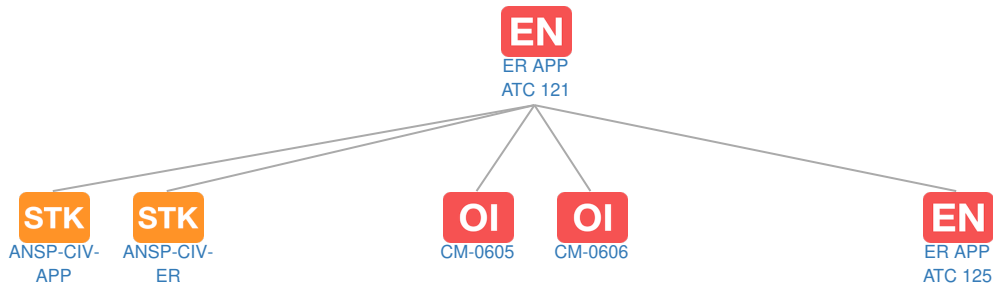 EN
ER APP
ATC 121
STK STK OI OI EN
ANSP-CIV- ANSP-CIV- CM-0605 CM-0606 ER APP
APP ER ATC 125